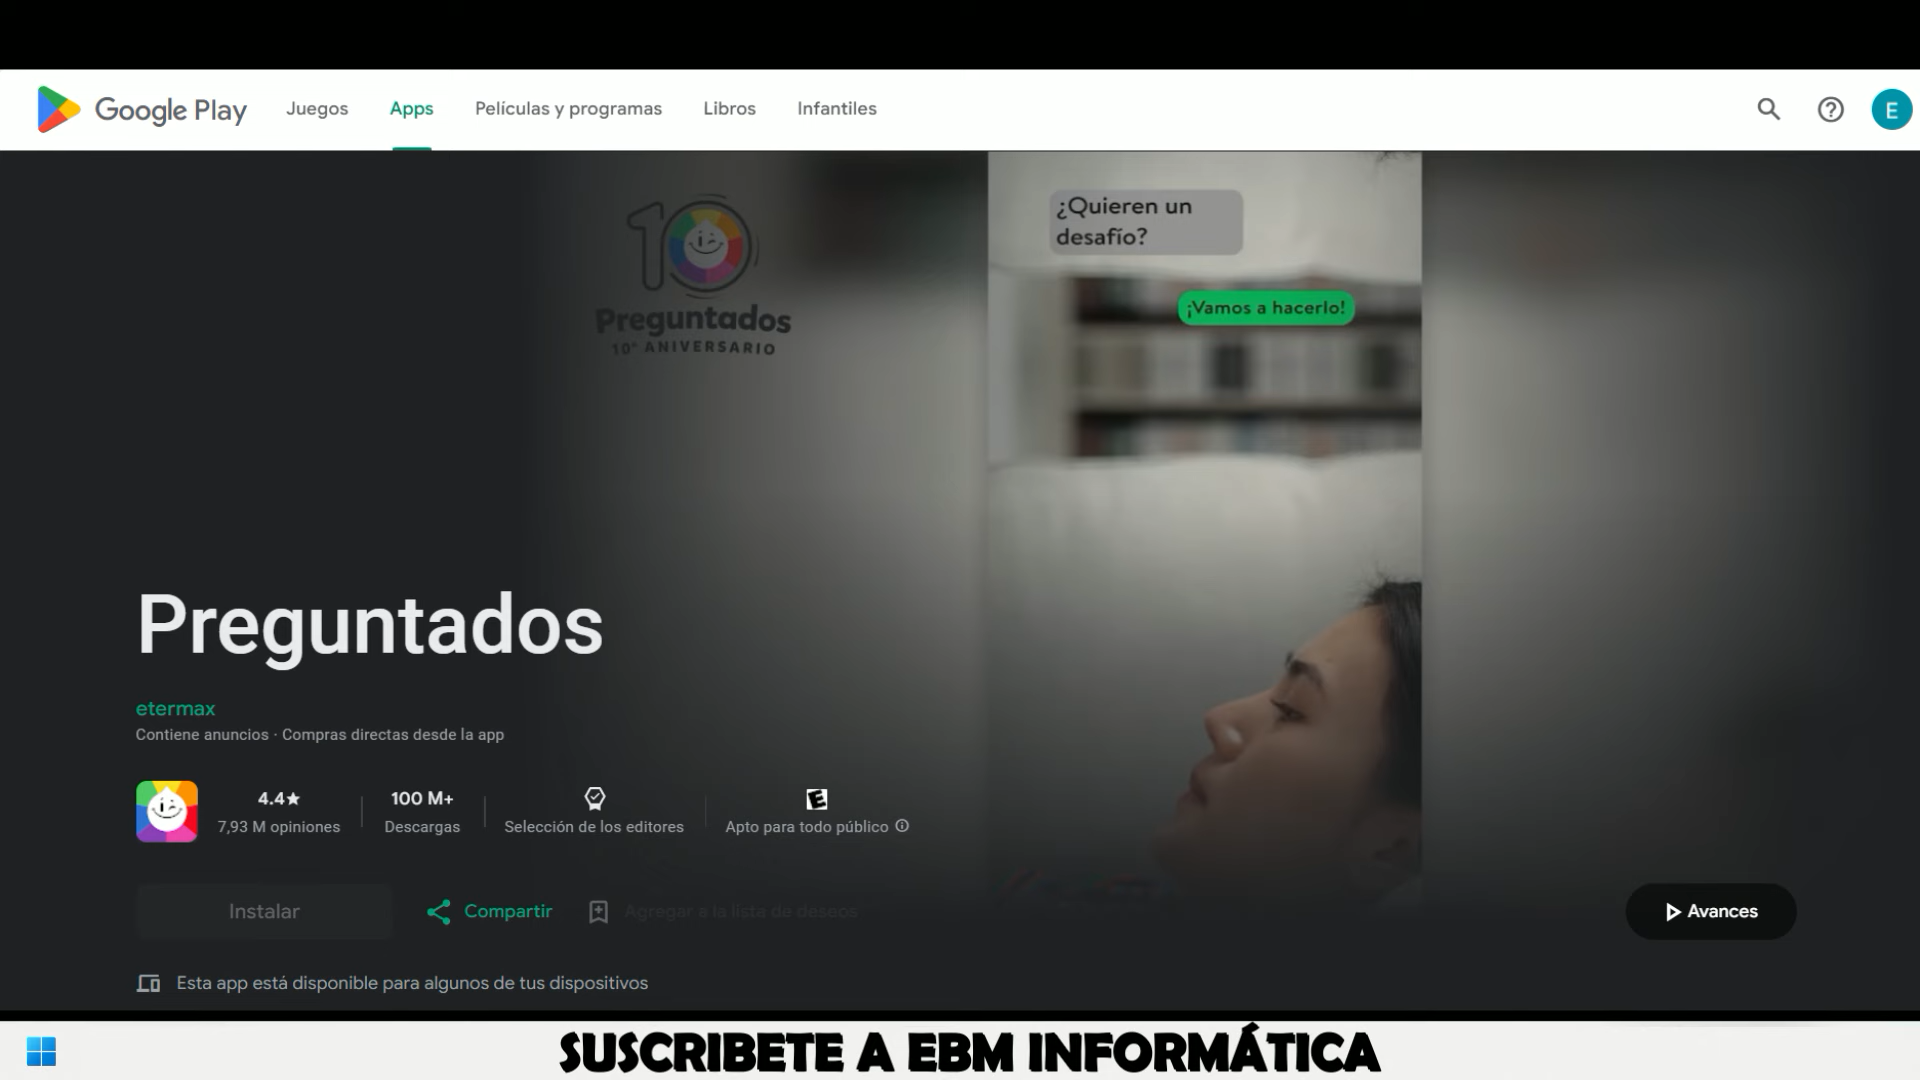 Google Play
Juegos
Apps
Películas y programas
Libros
Infantiles
E
10
Preguntados
10° ANIVERSARIO
¿Quieren un
desafío?
¡Vamos a hacerlo!
Preguntados
etermax
Contiene anuncios · Compras directas desde la app
4.4★
7,93 M opiniones
100 M+
Descargas
Selección de los editores
E
Apto para todo público
Instalar
Compartir
Agregar a la lista de deseos
Avances
Esta app está disponible para algunos de tus dispositivos
SUSCRIBETE A EBM INFORMÁTICA